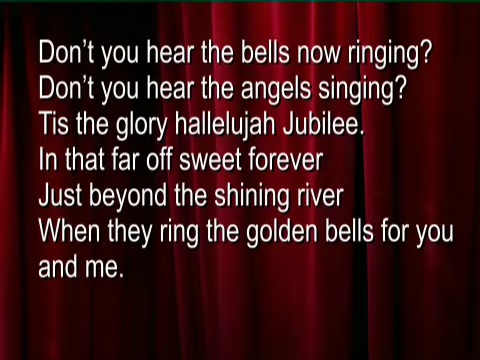 Don't you hear the bells now ringing?
Don't you hear the angels singing?
Tis the glory hallelujah Jubilee.
In that far off sweet forever
Just beyond the shining river
When they ring the golden bells for you
and me.